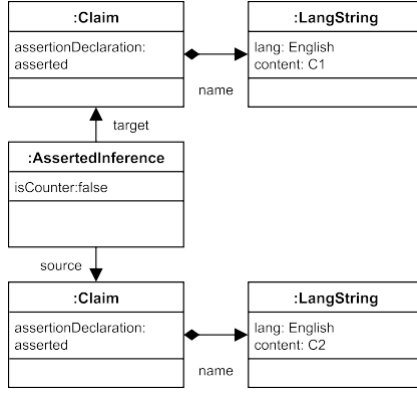 :Claim
assertionDeclaration:
asserted
:LangString
lang: English
content: C1
name
target
:AssertedInference
isCounter:false
source
:Claim
assertionDeclaration:
asserted
:LangString
lang: English
content: C2
name